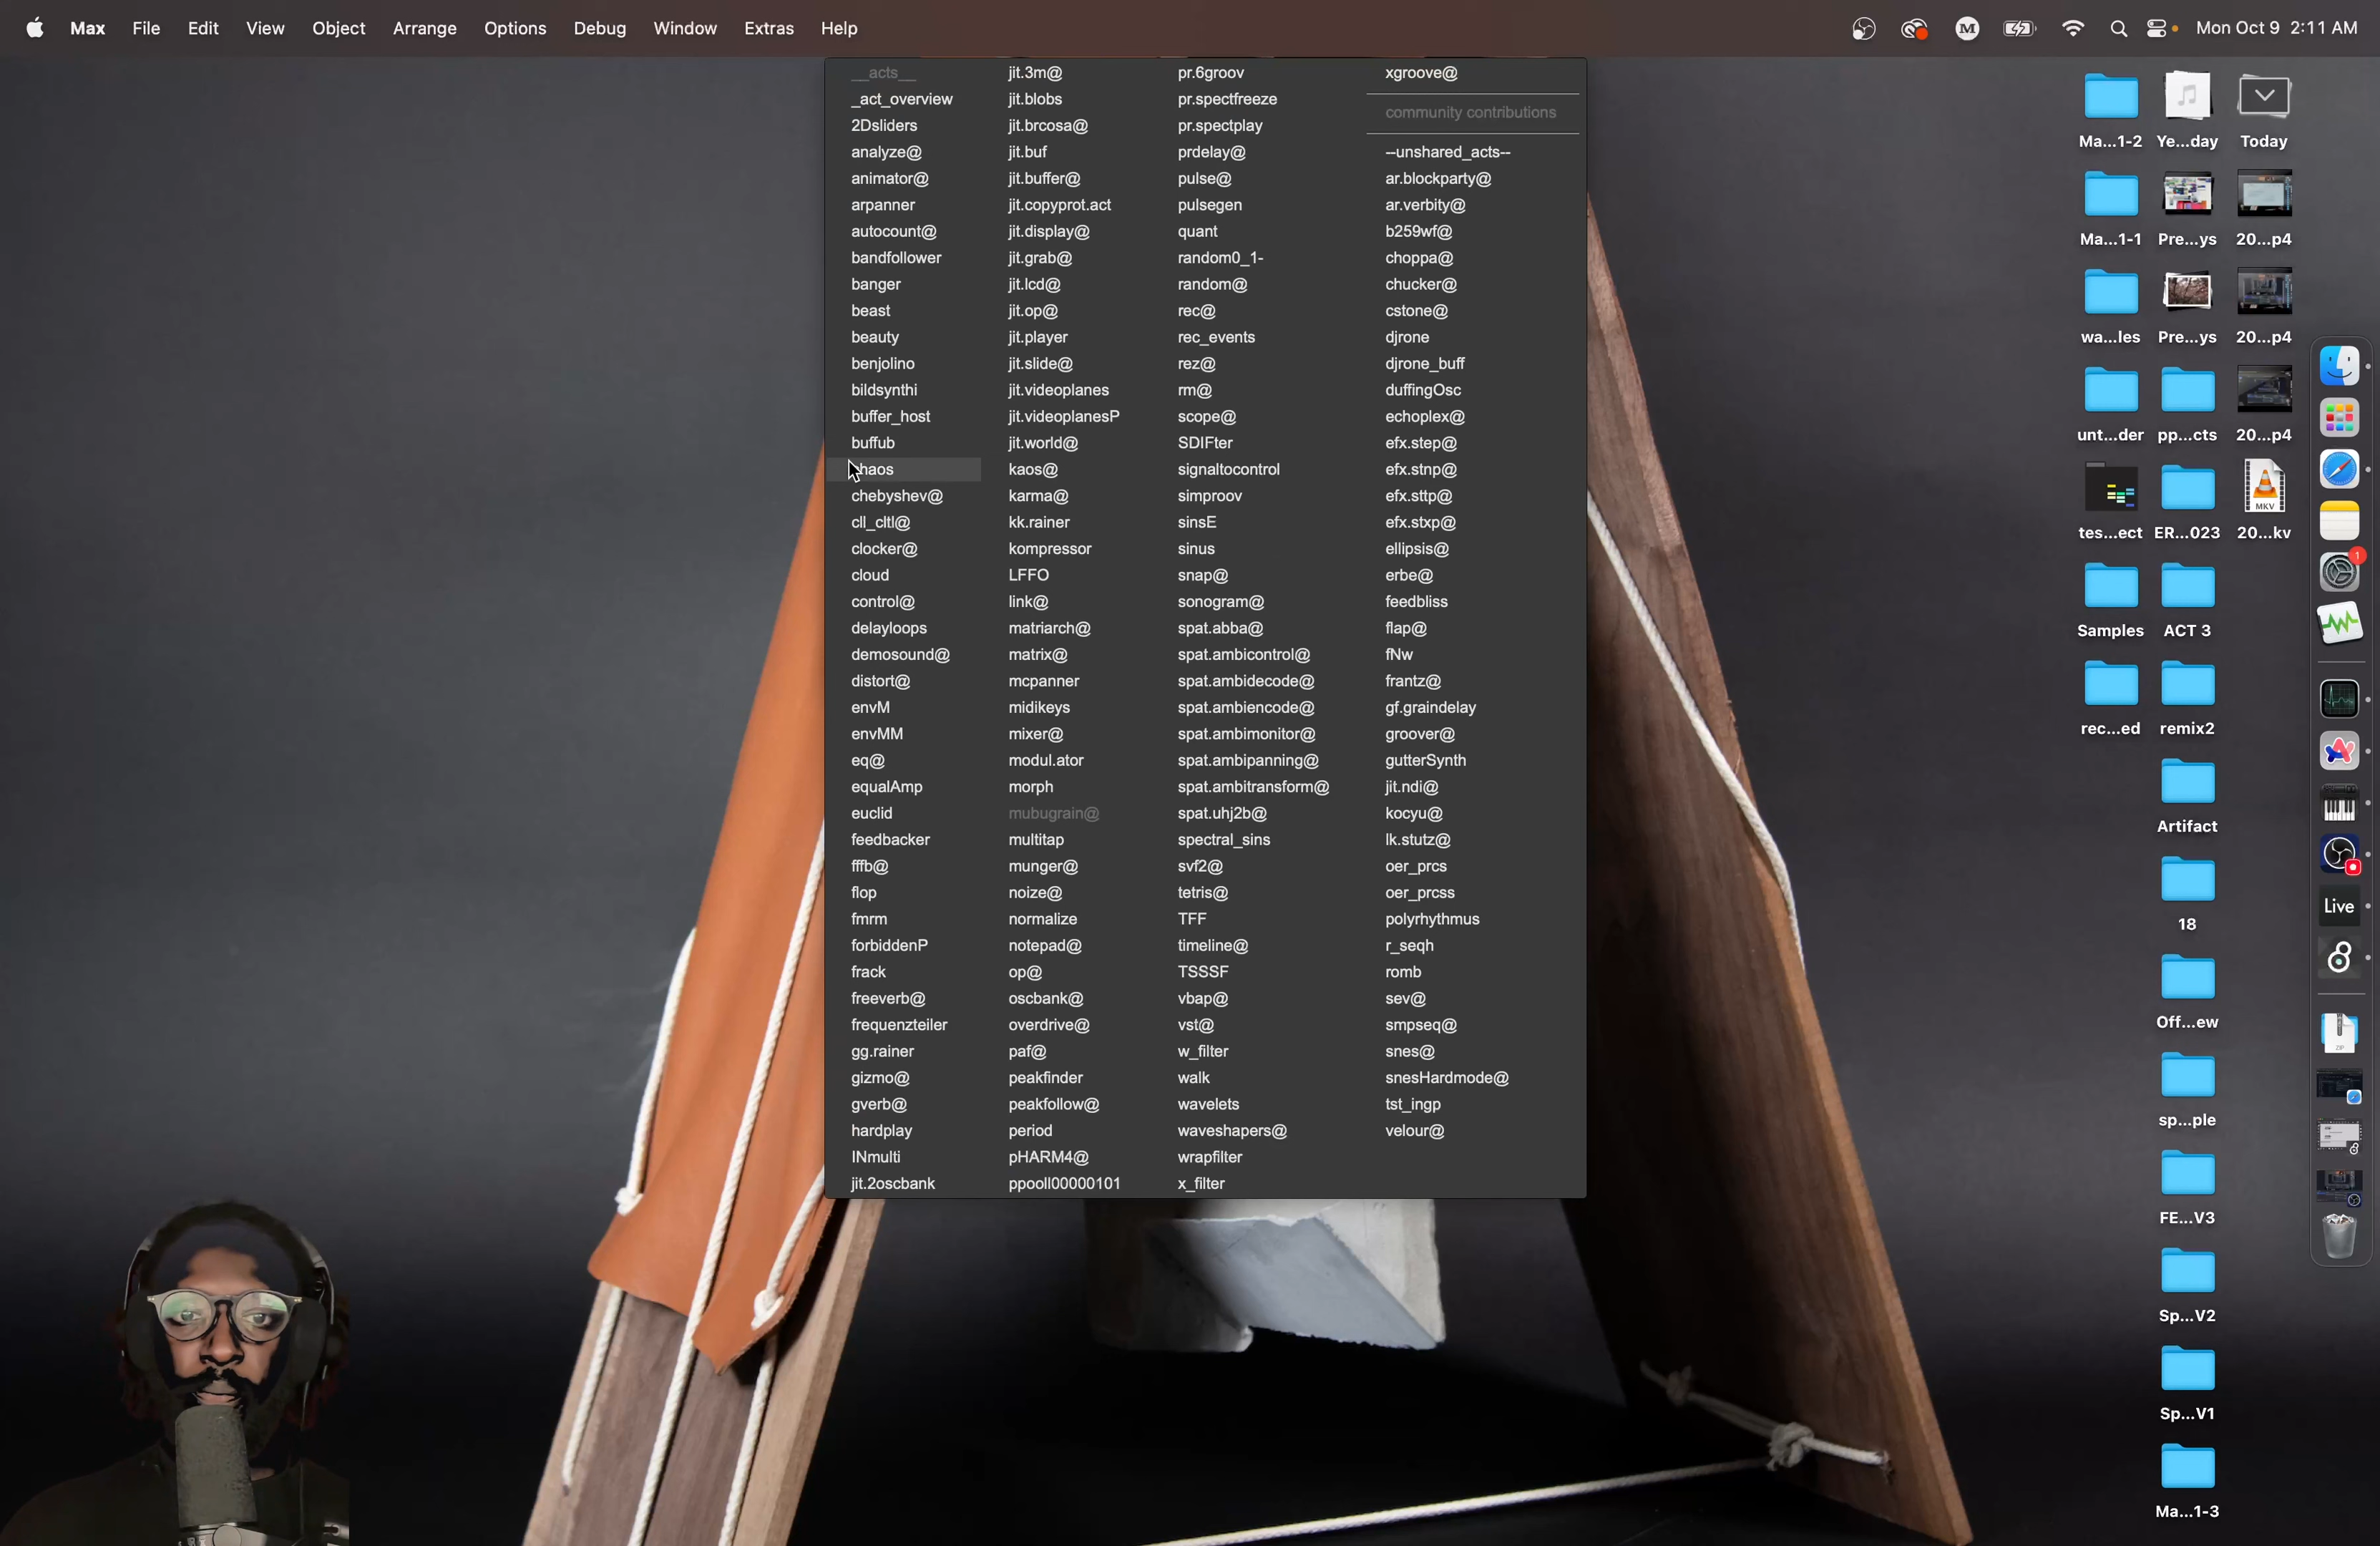 Max File Edit View Object Arrange Options Debug Window Extras Help
M
Mon Oct 9 2:11 AM
__acts__
_act_overview
2Dsliders
analyze@
animator@
arpanner
autocount@
bandfollower
banger
beast
beauty
benjolino
bildsynthi
buffer_host
buffub
haos
chebyshev@
cll_cltl@
clocker@
cloud
control@
delayloops
demosound@
distort@
envM
envMM
eq@
equalAmp
euclid
feedbacker
fffb@
flop
fmrm
forbiddenP
frack
freeverb@
frequenzteiler
gg.rainer
gizmo@
gverb@
hardplay
INmulti
jit.2oscbank
jit.3m@
jit.blobs
jit.brcosa@
jit.buf
jit.buffer@
jit.copyprot.act
jit.display@
jit.grab@
jit.lcd@
jit.op@
jit.player
jit.slide@
jit.videoplanes
jit.videoplanesP
jit.world@
kaos@
karma@
kk.rainer
kompressor
LFFO
link@
matriarch@
matrix@
mcpanner
midikeys
mixer@
modul.ator
morph
mubugrain@
multitap
munger@
noize@
normalize
notepad@
op@
oscbank@
overdrive@
paf@
peakfinder
peakfollow@
period
pHARM4@
ppooll00000101
pr.6groov
pr.spectfreeze
pr.spectplay
prdelay@
pulse@
pulsegen
quant
random0_1-
random@
rec@
rec_events
rez@
rm@
scope@
SDIFter
signaltocontrol
simproov
sinsE
sinus
snap@
sonogram@
spat.abba@
spat.ambicontrol@
spat.ambidecode@
spat.ambiencode@
spat.ambimonitor@
spat.ambipanning@
spat.ambitransform@
spat.uhj2b@
spectral_sins
svf2@
tetris@
TFF
timeline@
TSSSF
vbap@
vst@
w_filter
walk
wavelets
waveshapers@
wrapfilter
x_filter
xgroove@
community contributions
--unshared_acts--
ar.blockparty@
ar.verbity@
b259wf@
choppa@
chucker@
cstone@
djrone
djrone_buff
duffingOsc
echoplex@
efx.step@
efx.stnp@
efx.sttp@
efx.stxp@
ellipsis@
erbe@
feedbliss
flap@
fNw
frantz@
gf.graindelay
groover@
gutterSynth
jit.ndi@
kocyu@
lk.stutz@
oer_prcs
oer_prcss
polyrhythmus
r_seqh
romb
sev@
smpseq@
snes@
snesHardmode@
tst_ingp
velour@
Ma...1-2 Ye...day Today
Ma...1-1 Pre...ys 20...p4
wa...les Pre...ys 20...p4
unt...der pp...cts 20...p4
MKV
tes...ect ER...023 20...kv
Samples ACT 3
rec...ed remix2
Artifact
18
Off...ew
sp...ple
FE...V3
Sp...V2
Sp...V1
Ma...1-3
1
Live
ZIP